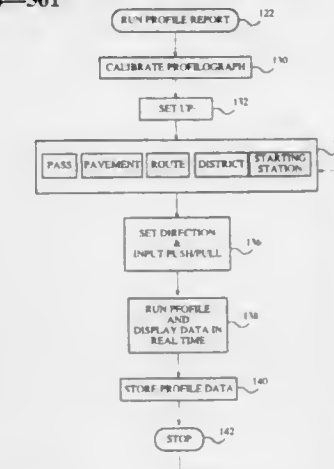 —561
RUN PROFILE REPORT
122
CALIBRATE PROFILOGRAPH
130
SET UP
132
PASS PAVEMENT ROUTE DISTRICT STARTING
STATION
SET DIRECTION
&
INPUT PUSH/PULL
136
RUN PROFILE
AND
DISPLAY DATA IN
REAL TIME
138
STORE PROFILE DATA
140
STOP
142